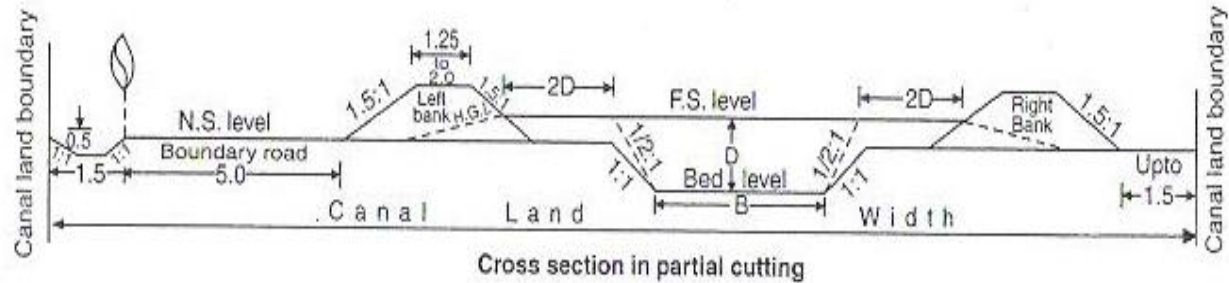 Canal land boundary
1.25
to
2.0
1.5:1
Left
bank
H.G.L
1.5:1
2D
F.S. level
2D
Right
Bank
1.5:1
Canal land boundary
0.5
1:1
1:1
N.S. level
Boundary road
1.5
5.0
1/2:1
1:1
D
Bed level
B
1/2:1
1:1
Upto
1.5
Canal Land Width
Cross section in partial cutting